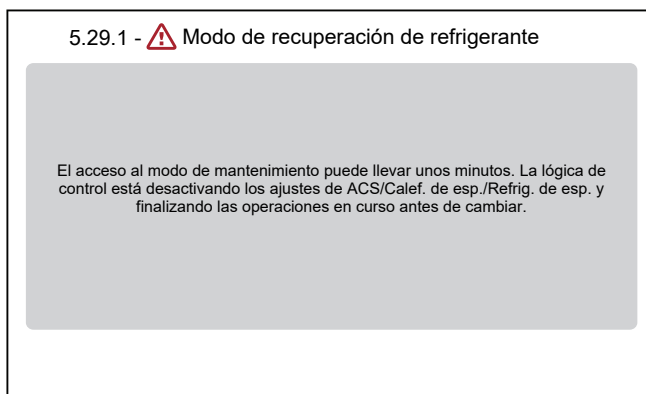 5.29.1 - Modo de recuperación de refrigerante
El acceso al modo de mantenimiento puede llevar unos minutos. La lógica de
control está desactivando los ajustes de ACS/Calef. de esp./Refrig. de esp. y
finalizando las operaciones en curso antes de cambiar.